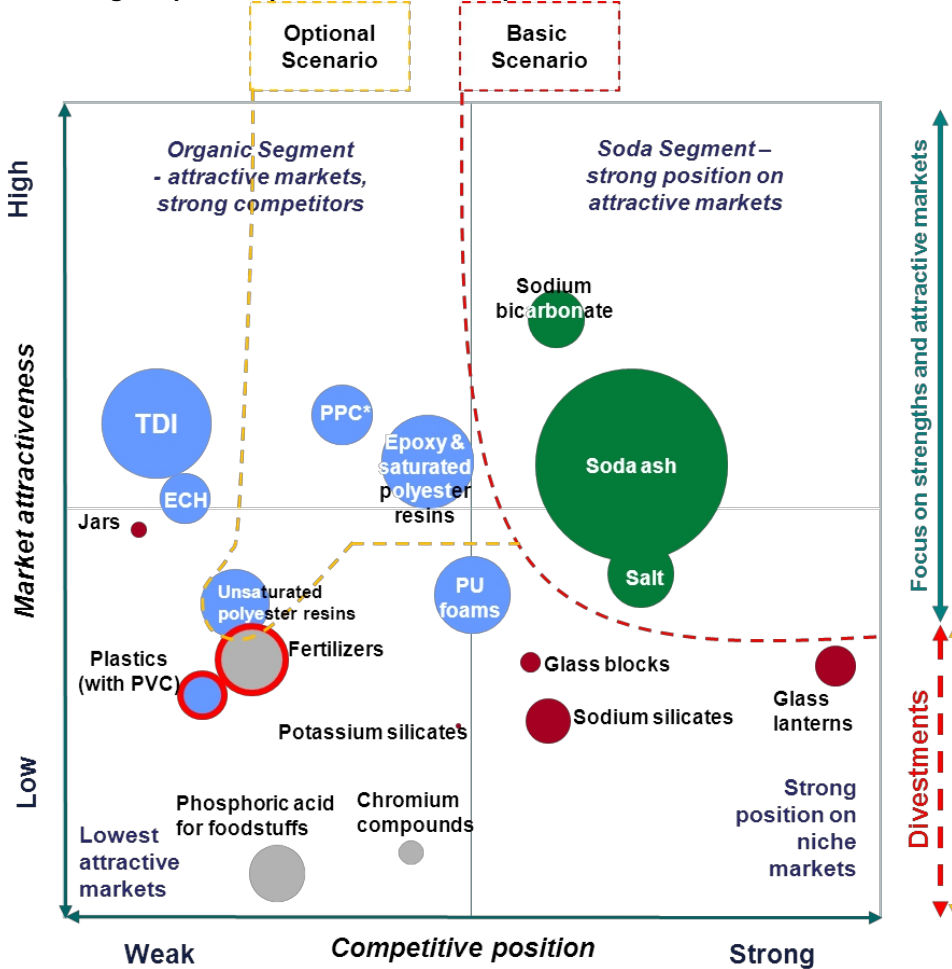 Optional
Scenario
Basic
Scenario
Organic Segment
- attractive markets,
strong competitors
Soda Segment –
strong position on
attractive markets
High
Market attractiveness
Low
Focus on strengths and attractive markets
Divestments
Sodium
bicarbonate
TDI
PPC*
Epoxy &
saturated
polyester
resins
Soda ash
ECH
Jars
Salt
PU
foams
Unsaturated
polyester resins
Fertilizers
Plastics
(with PVC)
Glass blocks
Glass
lanterns
Sodium silicates
Potassium silicates
Phosphoric acid
for foodstuffs
Chromium
compounds
Lowest
attractive
markets
Strong
position on
niche
markets
Weak
Competitive position
Strong